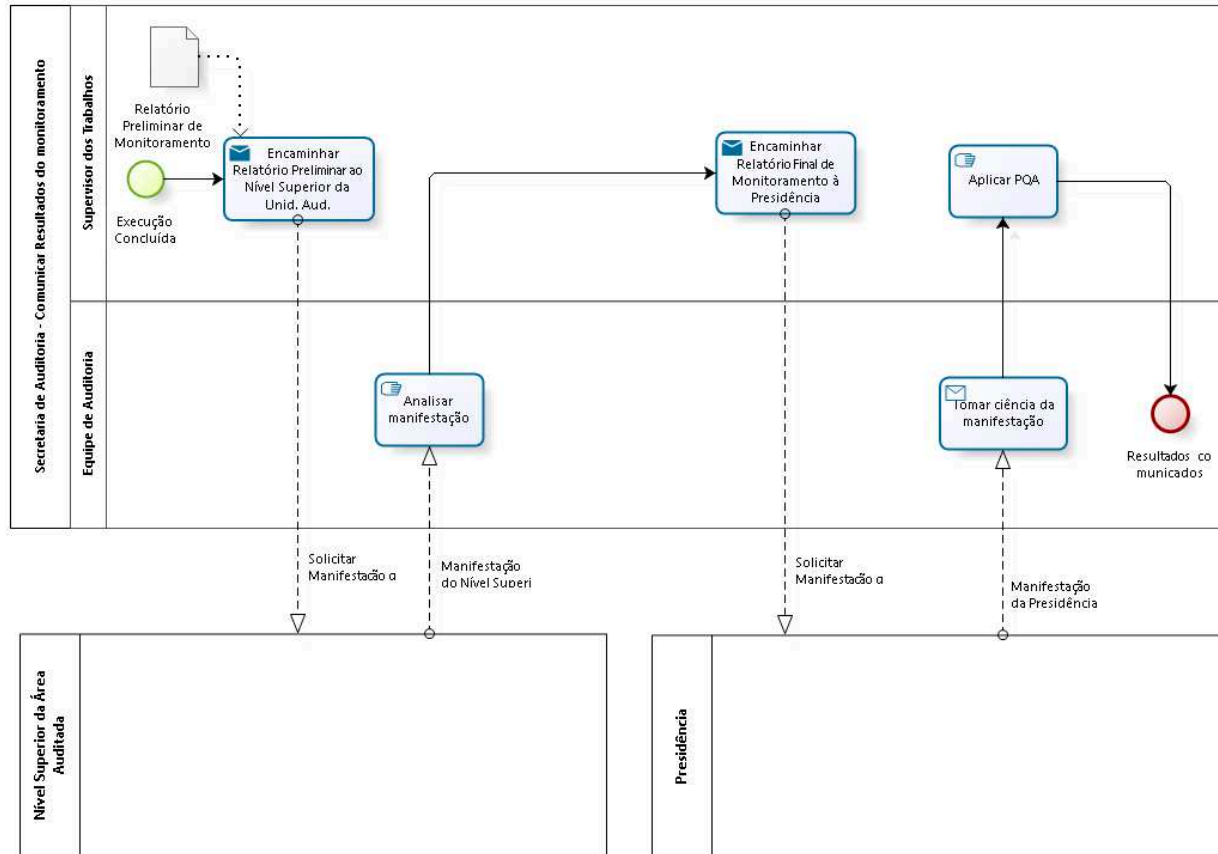 Secretaria de Auditoria - Comunicar Resultados do monitoramento
Supervisor dos Trabalhos
Relatório
Preliminar de
Monitoramento
Execução
Concluída
Encaminhar
Relatório Preliminar ao
Nível Superior da
Unid. Aud.
Encaminhar
Relatório Final de
Monitoramento à
Presidência
Aplicar PQA
Equipe de Auditoria
Analisar
manifestação
Tomar ciência da
manifestação
Resultados co
municados
Solicitar
Manifestação a
Manifestação
do Nível Superi
Solicitar
Manifestação a
Manifestação
da Presidência
Nível Superior da Área
Auditada
Presidência